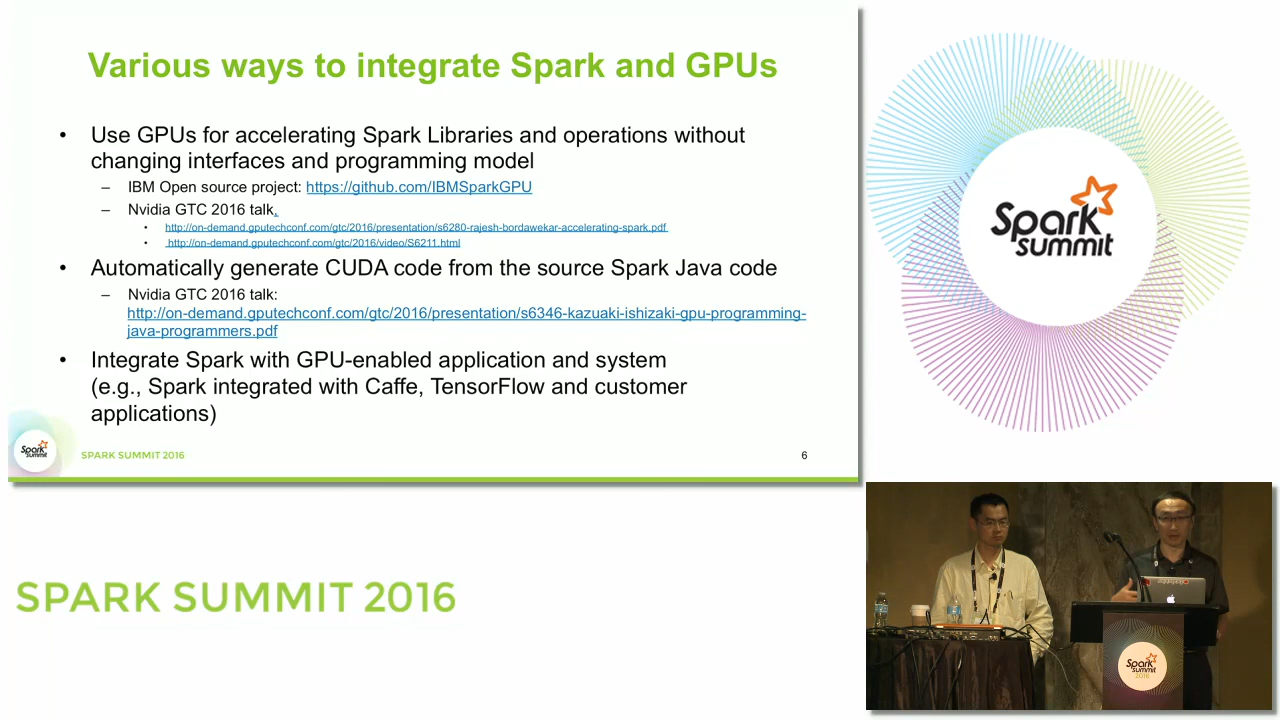 Various ways to integrate Spark and GPUs
• Use GPUs for accelerating Spark Libraries and operations without
changing interfaces and programming model
– IBM Open source project: https://github.com/IBMSparkGPU
– Nvidia GTC 2016 talk,
• http://on-demand.gputechconf.com/gtc/2016/presentation/s6280-rajesh-bordawekar-accelerating-spark.pdf
• http://on-demand.gputechconf.com/gtc/2016/video/S6211.html
• Automatically generate CUDA code from the source Spark Java code
– Nvidia GTC 2016 talk:
http://on-demand.gputechconf.com/gtc/2016/presentation/s6346-kazuaki-ishizaki-gpu-programming-
java-programmers.pdf
• Integrate Spark with GPU-enabled application and system
(e.g., Spark integrated with Caffe, TensorFlow and customer
applications)
Spark
summit
SPARK SUMMIT 2016
6
Spark
summit
SPARK SUMMIT 2016
Spark
summit
2016